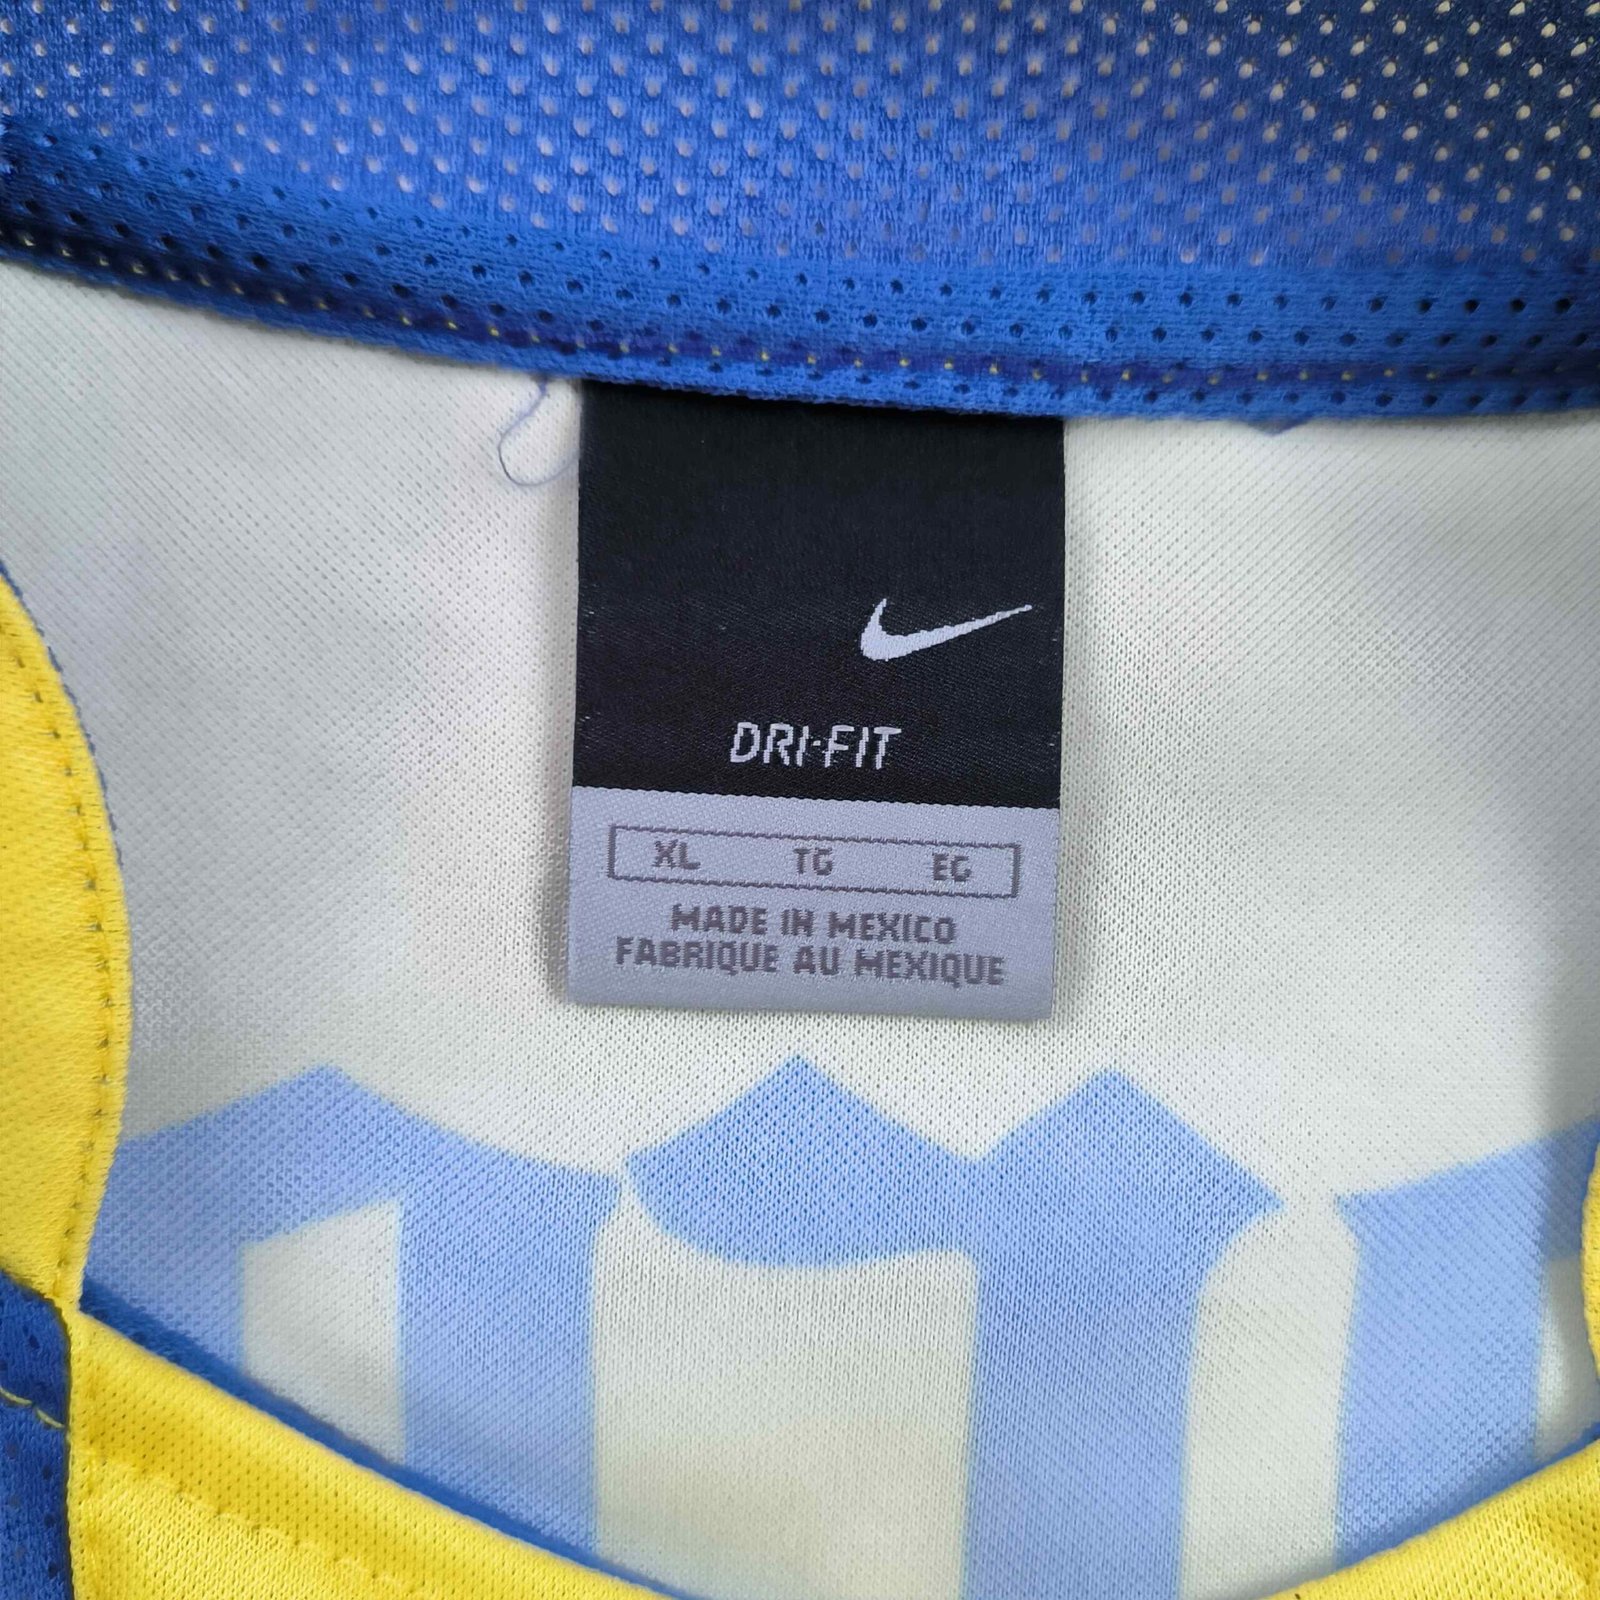 DRI-FIT
XL TG EG
MADE IN MEXICO
FABRIQUE AU MEXIQUE